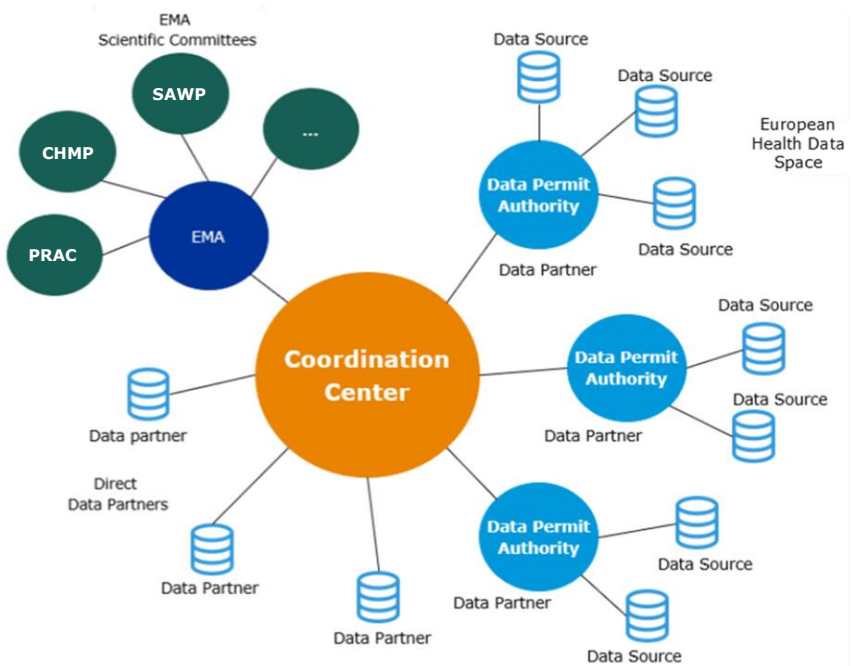 EMA
Scientific Committees
SAWP
...
CHMP
PRAC
EMA
Data Source
Data Source
European
Health Data
Space
Data Permit
Authority
Data Source
Data Partner
Coordination
Center
Data Source
Data Permit
Authority
Data Source
Data Partner
Data partner
Direct
Data Partners
Data Partner
Data Partner
Data Permit
Authority
Data Source
Data Partner
Data Source